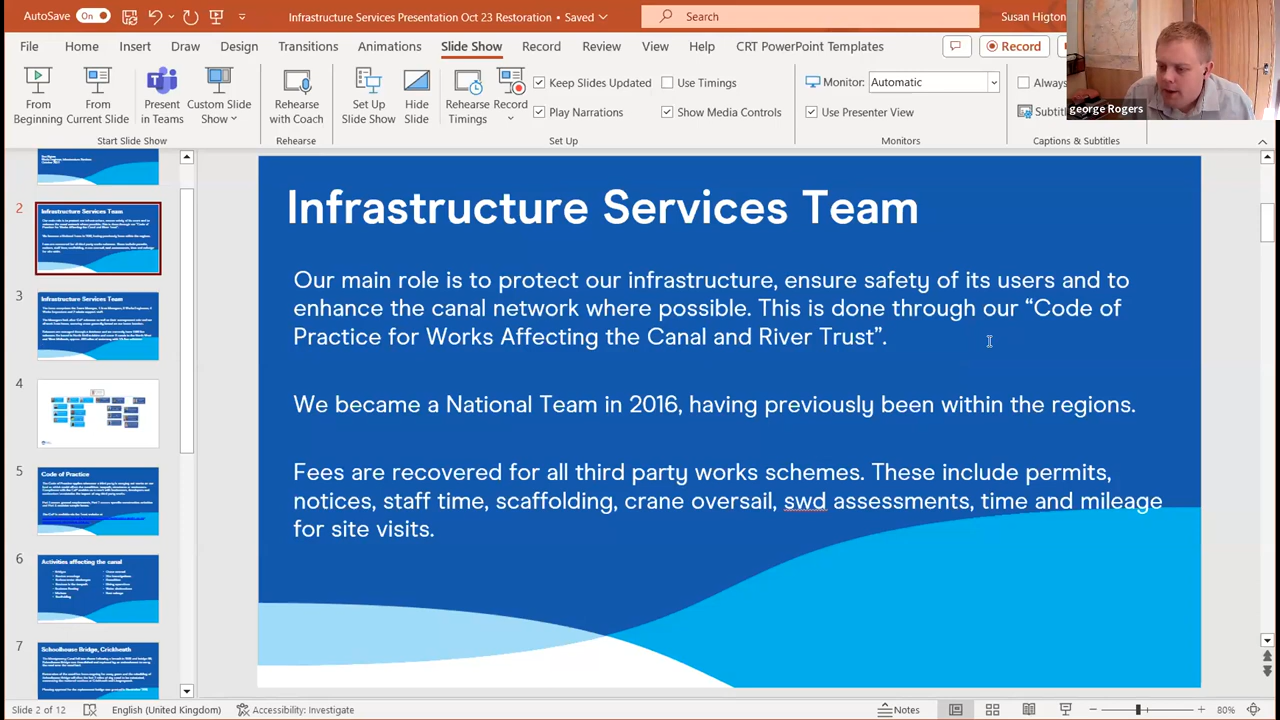 AutoSave On
Infrastructure Services Presentation Oct 23 Restoration • Saved
Search
Susan Higton
File Home Insert Draw Design Transitions Animations Slide Show Record Review View Help CRT PowerPoint Templates
Record
From Beginning
From Current Slide
Present in Teams
Custom Slide Show
Rehearse with Coach
Set Up Slide Show
Hide Slide
Rehearse Timings
Record
Keep Slides Updated
Use Timings
Play Narrations
Show Media Controls
Monitor: Automatic
Use Presenter View
Always
george Rogers
Start Slide Show
Rehearse
Set Up
Monitors
Captions & Subtitles
2
Infrastructure Services Team
3
Infrastructure Services Team
4
5
Code of Practice
6
Activities affecting the canal
7
Schoolhouse Bridge, Crickheath
Infrastructure Services Team
Our main role is to protect our infrastructure, ensure safety of its users and to
enhance the canal network where possible. This is done through our “Code of
Practice for Works Affecting the Canal and River Trust”.
We became a National Team in 2016, having previously been within the regions.
Fees are recovered for all third party works schemes. These include permits,
notices, staff time, scaffolding, crane oversail, swd assessments, time and mileage
for site visits.
Slide 2 of 12
English (United Kingdom)
Accessibility: Investigate
Notes
80%